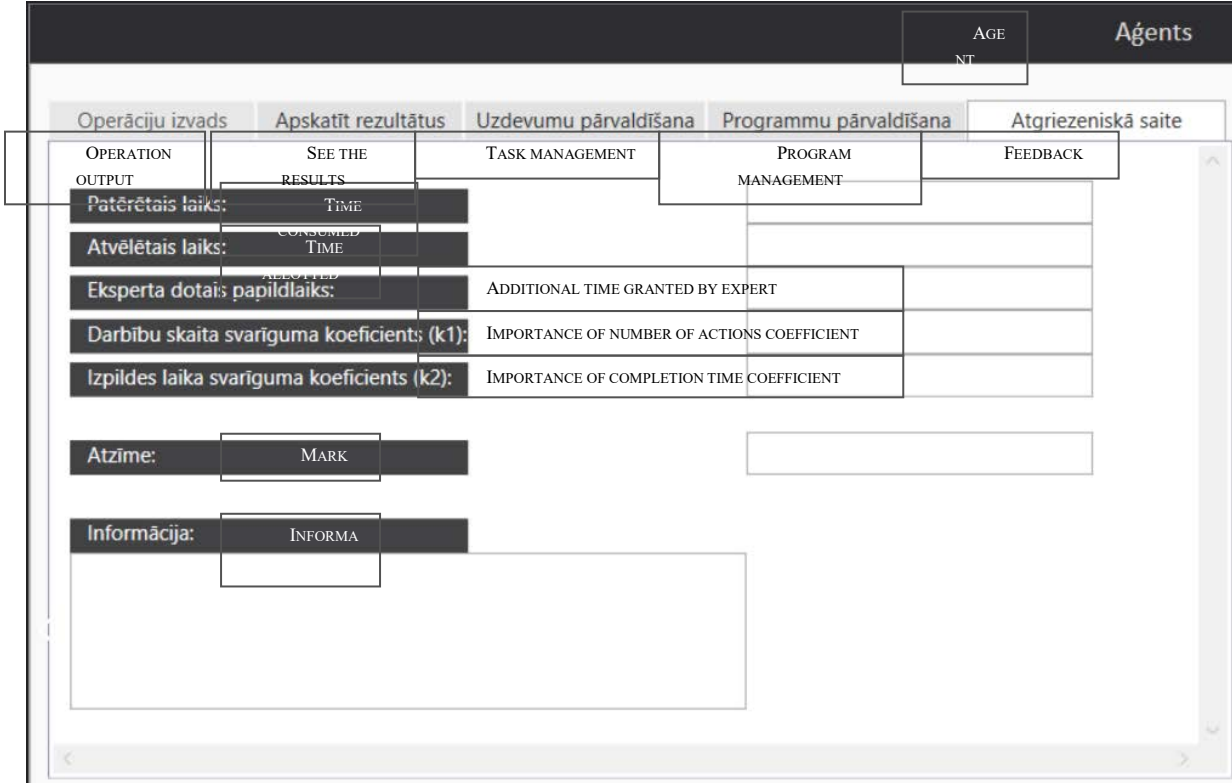 AGE
NT
Aģents
Operāciju izvads Apskatīt rezultātus Uzdevumu pārvaldīšana Programmu pārvaldīšana Atgriezeniskā saite
OPERATION
OUTPUT
SEE THE
RESULTS
TASK MANAGEMENT
PROGRAM
MANAGEMENT
FEEDBACK
Patērētais laiks:
TIME
CONSUMED
Atvēlētais laiks:
TIME
ALLOTTED
Eksperta dotais papildlaiks:
ADDITIONAL TIME GRANTED BY EXPERT
Darbību skaita svarīguma koeficients (k1):
IMPORTANCE OF NUMBER OF ACTIONS COEFFICIENT
Izpildes laika svarīguma koeficients (k2):
IMPORTANCE OF COMPLETION TIME COEFFICIENT
Atzīme:
MARK
Informācija:
INFORMA